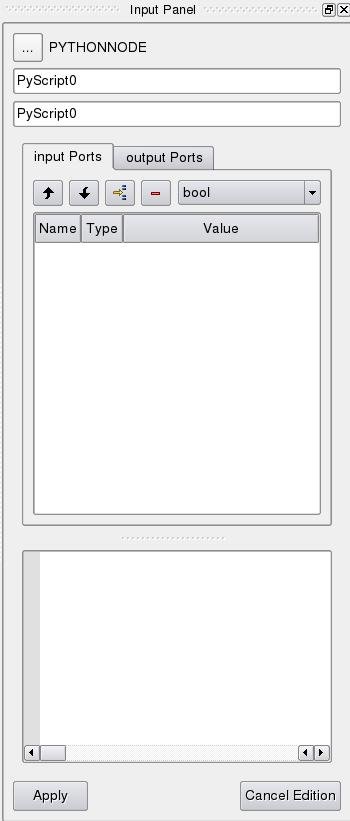 Input Panel
... PYTHONNODE
PyScript0
PyScript0
input Ports output Ports
bool
Name Type Value
Apply Cancel Edition